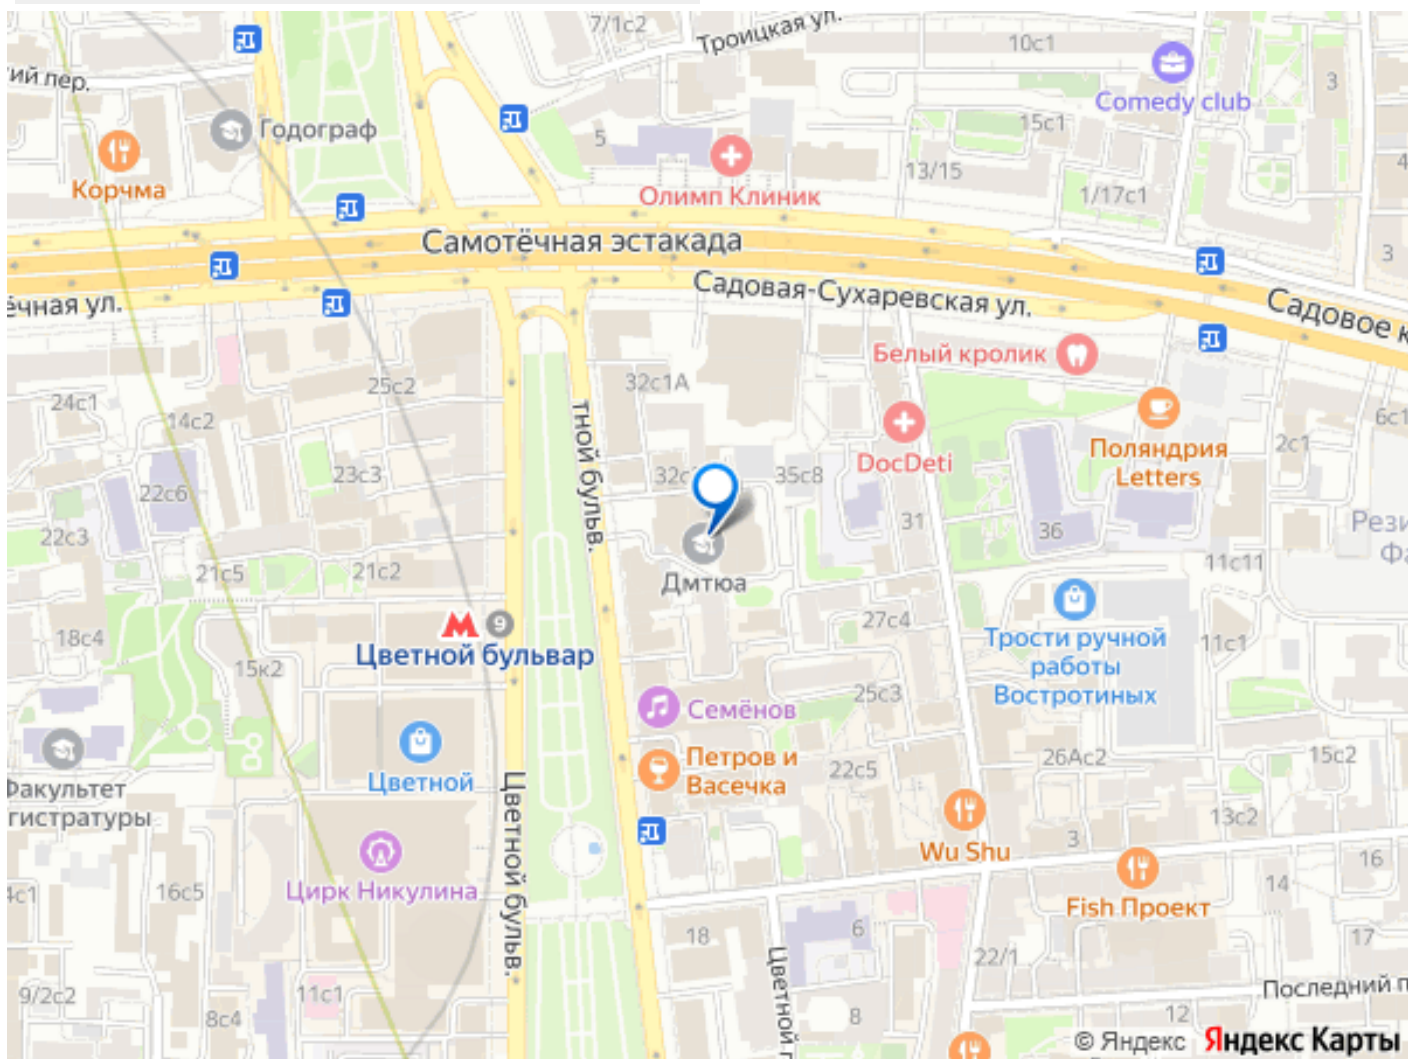 7/1с2
Троицкая ул.
10с1
ий пер.
3
Comedy club
Годограф
15с1
5
4
13/15
Корчма
Олимп Клиник
1/17с1
Самотёчная эстакада
3
Садовая-Сухаревская ул.
ёчная ул.
Садовое к
Белый кролик
32с1А
25с2
24с1
14с2
тной бульв.
6с1
2с1
Поляндрия
Letters
DocDeti
23с3
32с
35с8
22с6
31
36
Рези
Фа
22с3
11с11
21с5
21с2
Дмтюа
9
27с4
18с4
Трости ручной
работы
Востротиных
11с1
Цветной бульвар
15к2
25с3
Семёнов
Петров и
Васечка
22с5
26Ас2
15с2
Цветной
Факультет
гистратуры
Цветной бульв.
13с2
3
Wu Shu
16
Цирк Никулина
4с1
16с5
14
Fish Проект
18
6
17
22/1
Цветной п
9/2с2
11с1
Последний п
8с4
8
12
© Яндекс Яндекс Карты